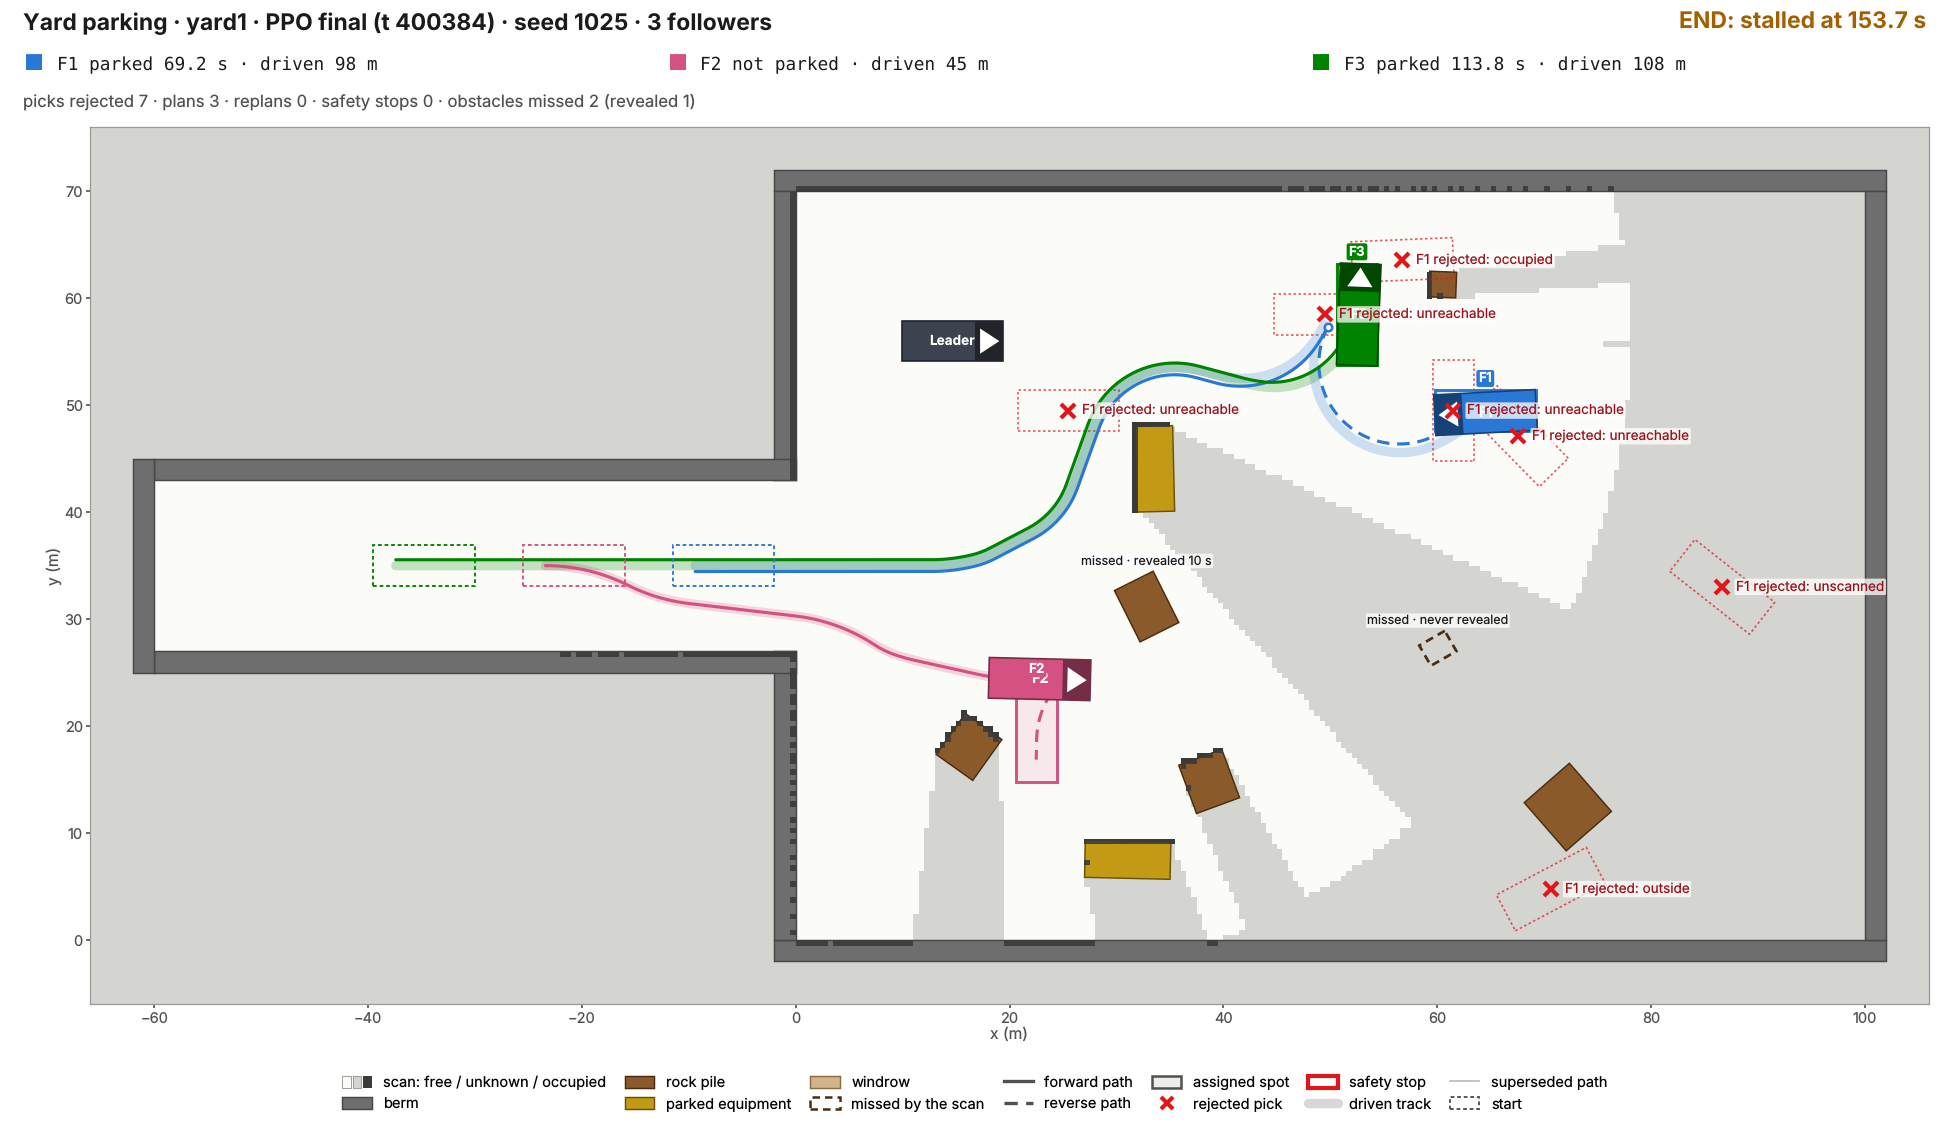 Yard parking · yard1 · PPO final (t 400384) · seed 1025 · 3 followers
END: stalled at 153.7 s
F1 parked 69.2 s · driven 98 m
F2 not parked · driven 45 m
F3 parked 113.8 s · driven 108 m
picks rejected 7 · plans 3 · replans 0 · safety stops 0 · obstacles missed 2 (revealed 1)
70
60
50
40
30
20
10
0
y (m)
F3
F1 rejected: occupied
F1 rejected: unreachable
Leader
F1
F1 rejected: unreachable
F1 rejected: unreachable
F1 rejected: unreachable
missed · revealed 10 s
F1 rejected: unscanned
missed · never revealed
F2
F2
F1 rejected: outside
−60
−40
−20
0
20
40
60
80
100
x (m)
scan: free / unknown / occupied
rock pile
windrow
forward path
assigned spot
safety stop
superseded path
berm
parked equipment
missed by the scan
reverse path
rejected pick
driven track
start